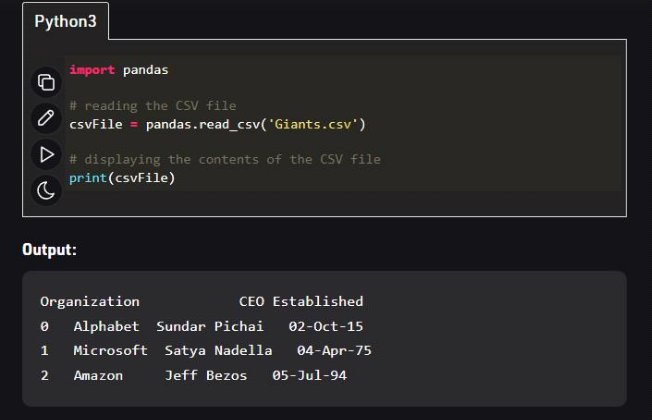 Python3
import pandas
# reading the CSV file
csvFile = pandas.read_csv('Giants.csv')
# displaying the contents of the CSV file
print(csvFile)
Output:
Organization            CEO Established
0   Alphabet  Sundar Pichai   02-Oct-15
1   Microsoft  Satya Nadella   04-Apr-75
2   Amazon     Jeff Bezos   05-Jul-94